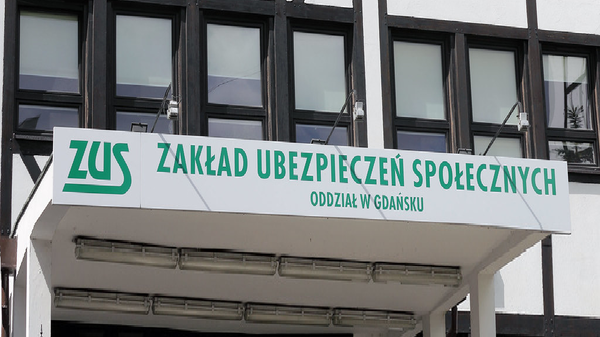 ZUS
ZAKŁAD UBEZPIECZEŃ SPOŁECZNYCH
ODDZIAŁ W GDAŃSKU